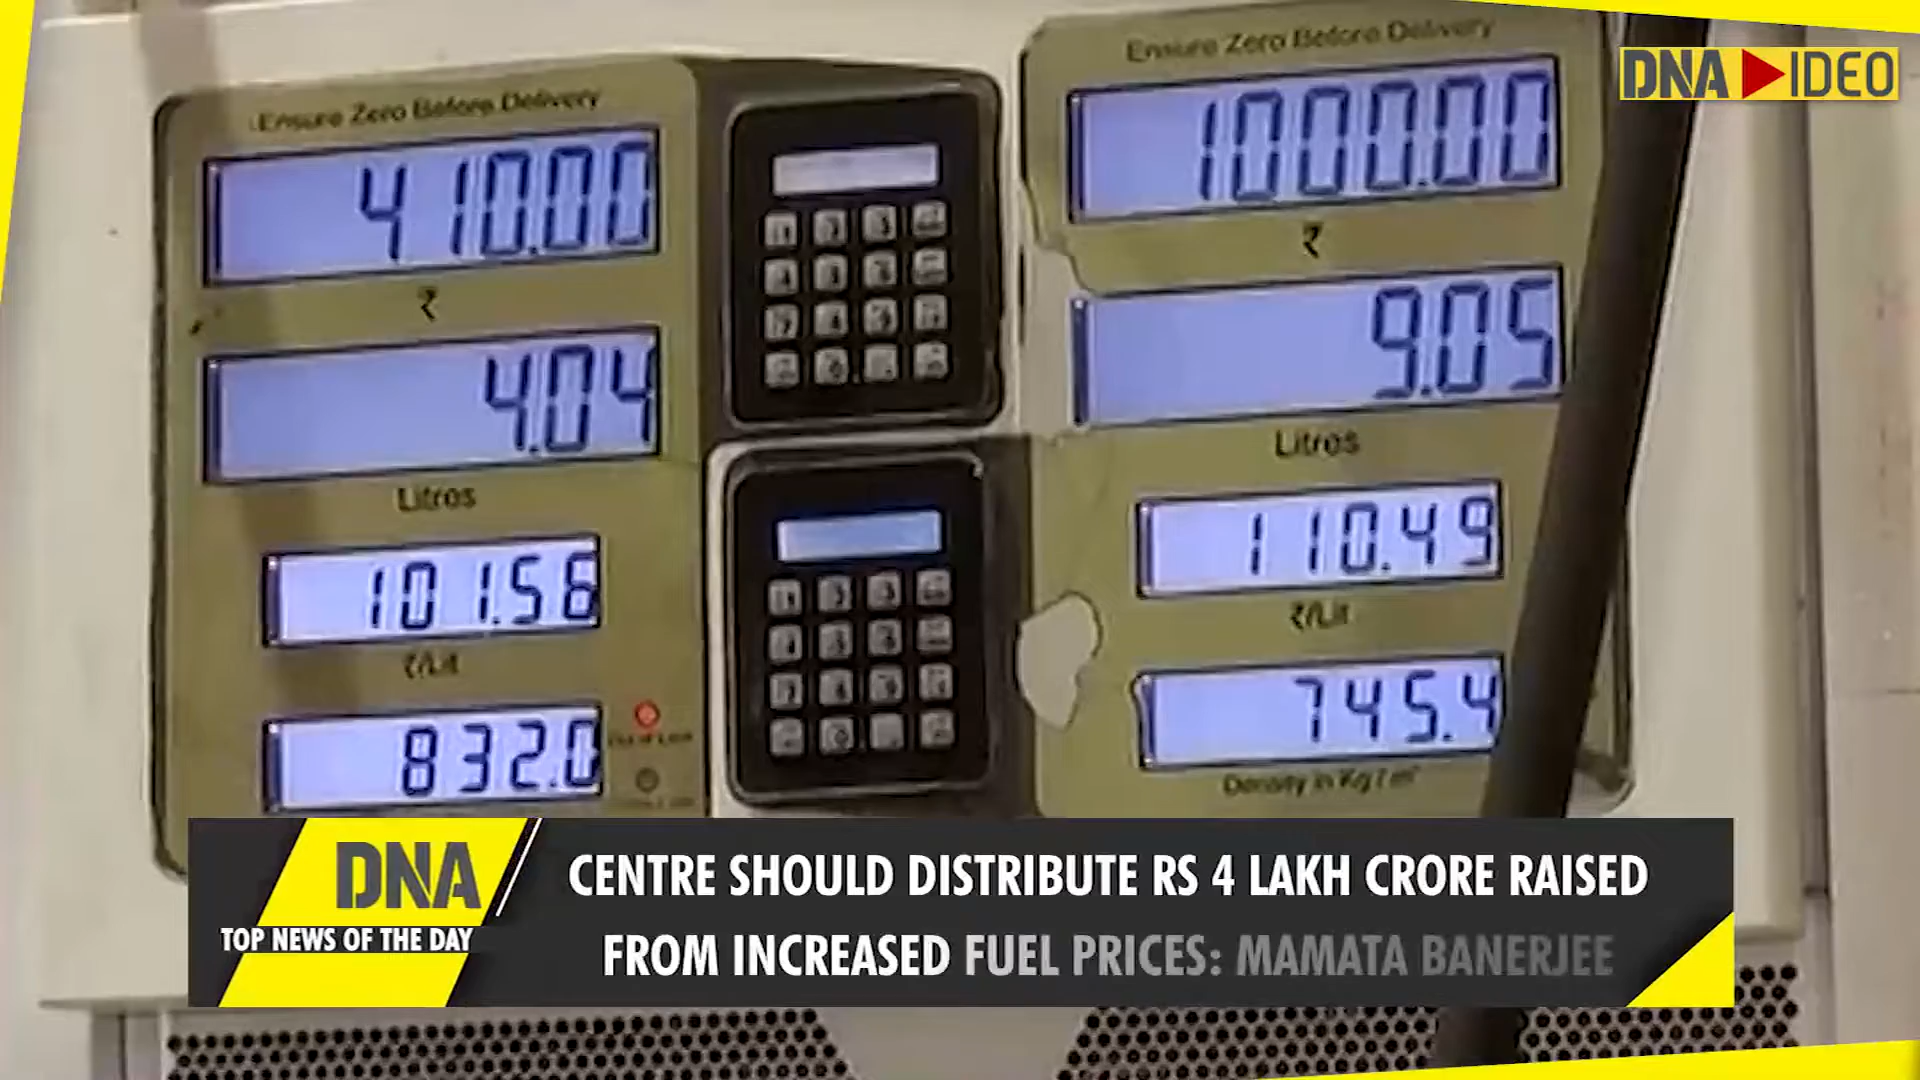 Ensure Zero Before Delivery
410.00
₹
4.04
Litres
101.56
₹/Lit
832.0
Ensure Zero Before Delivery
1000.00
₹
9.05
Litres
110.49
₹/Lit
745.4
Density in Kg / m³
DNA VIDEO
DNA
TOP NEWS OF THE DAY
CENTRE SHOULD DISTRIBUTE RS 4 LAKH CRORE RAISED
FROM INCREASED FUEL PRICES: MAMATA BANERJEE